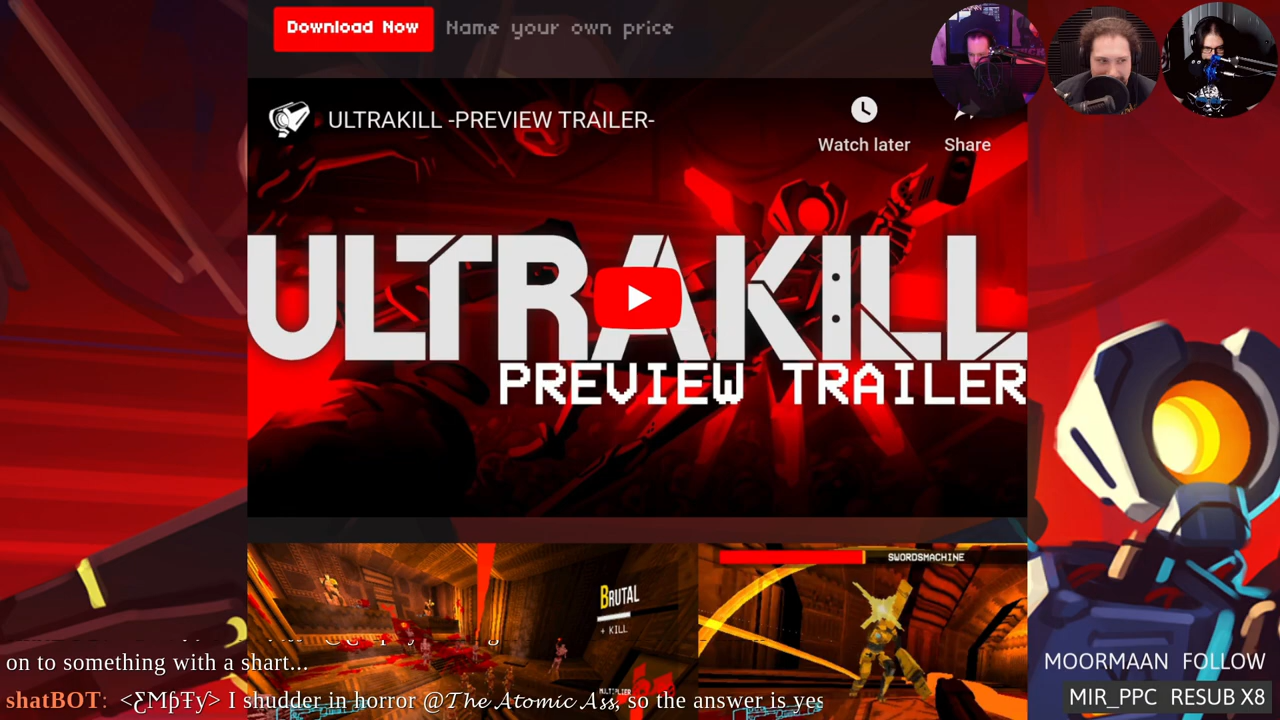 Download Now Name your own price
ULTRAKILL -PREVIEW TRAILER-
Watch later Share
ULTRAKILL
PREVIEW TRAILER
SWORDSMACHINE
BRUTAL
+ KILL
on to something with a shart...
MOORMAAN FOLLOW
shatBOT: <ƸMƥŦƴ> I shudder in horror @𝓣𝓱𝓮 𝓐𝓽𝓸𝓶𝓲𝓬 𝓐𝓼𝓼, so the answer is yes
MIR_PPC RESUB X8